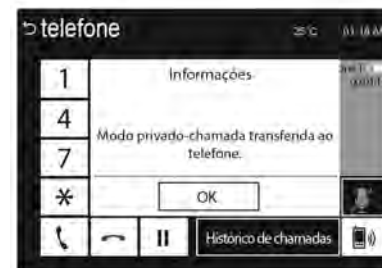 telefone
1
Informações
4
Modo privado-chamada transferida ao
telefone.
7
*
OK
Histórico de chamadas